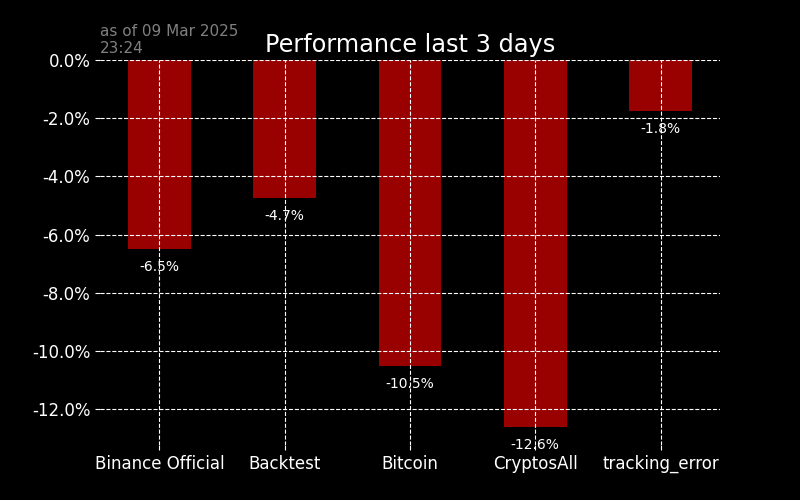 as of 09 Mar 2025
23:24
Performance last 3 days
0.0%
-2.0%
-4.0%
-6.0%
-8.0%
-10.0%
-12.0%
-6.5%
-4.7%
-10.5%
-12.6%
-1.8%
Binance Official
Backtest
Bitcoin
CryptosAll
tracking_error